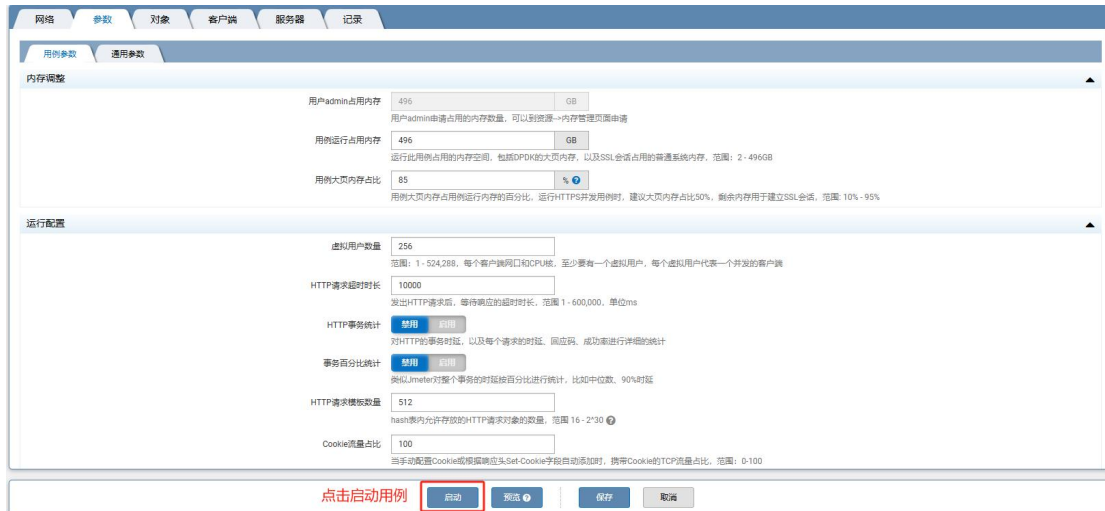 网络 参数 对象 客户端 服务器 记录
用例参数 通用参数
内存调整
用户admin占用内存 496 GB
用户admin申请占用的内存数量，可以到资源-->内存管理页面申请
用例运行占用内存 496 GB
运行此用例占用的内存空间，包括DPDK的大页内存，以及SSL会话占用的普通系统内存，范围：2 - 496GB
用例大页内存占比 85 %
用例大页内存占用例运行内存的百分比，运行HTTPS并发用例时，建议大页内存占比50%，剩余内存用于建立SSL会话，范围: 10% - 95%
运行配置
虚拟用户数量 256
范围：1 - 524,288，每个客户端网口和CPU核，至少要有一个虚拟用户，每个虚拟用户代表一个并发的客户端
HTTP请求超时时长 10000
发出HTTP请求后，等待响应的超时时长，范围 1 - 600,000，单位ms
HTTP事务统计 禁用 启用
对HTTP的事务时延，以及每个请求的时延、回应码、成功率进行详细的统计
事务百分比统计 禁用 启用
类似Jmeter对整个事务的时延按百分比进行统计，比如中位数、90%时延
HTTP请求模板数量 512
hash表内允许存放的HTTP请求对象的数量，范围 16 - 2^30
Cookie流量占比 100
当手动配置Cookie或根据响应头Set-Cookie字段自动添加时，携带Cookie的TCP流量占比，范围：0-100
点击启动用例 启动 预览 保存 取消